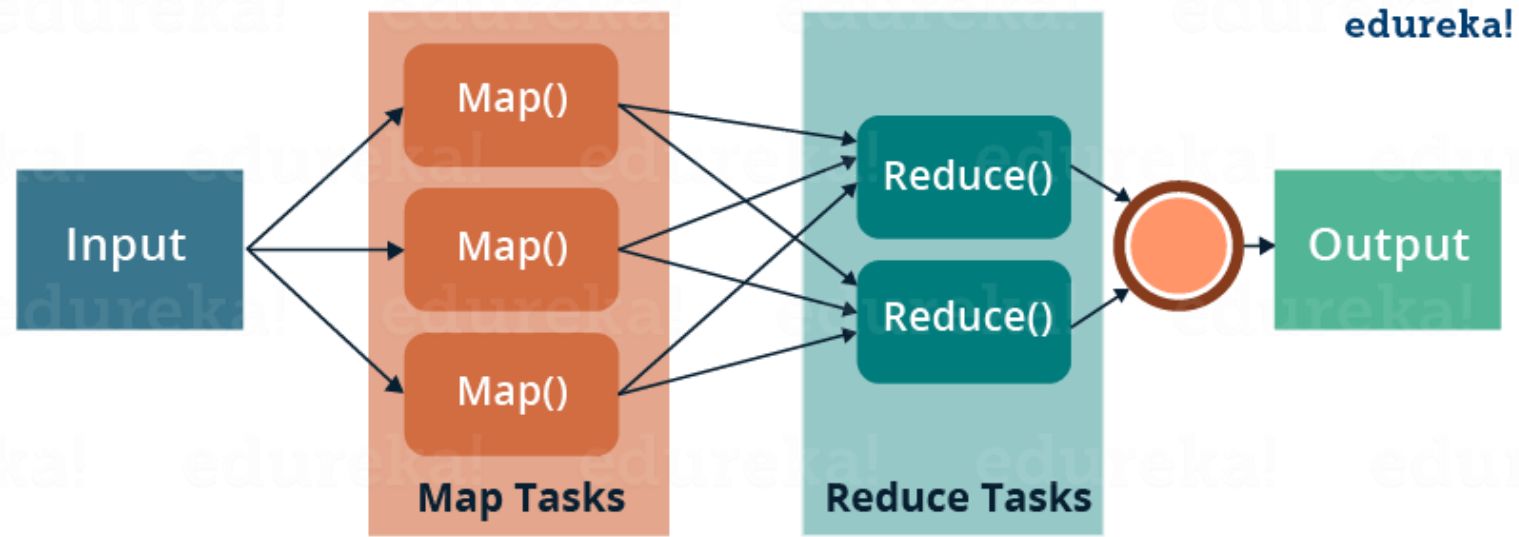 edureka!
Input
Map()
Map()
Map()
Map Tasks
Reduce()
Reduce()
Reduce Tasks
Output